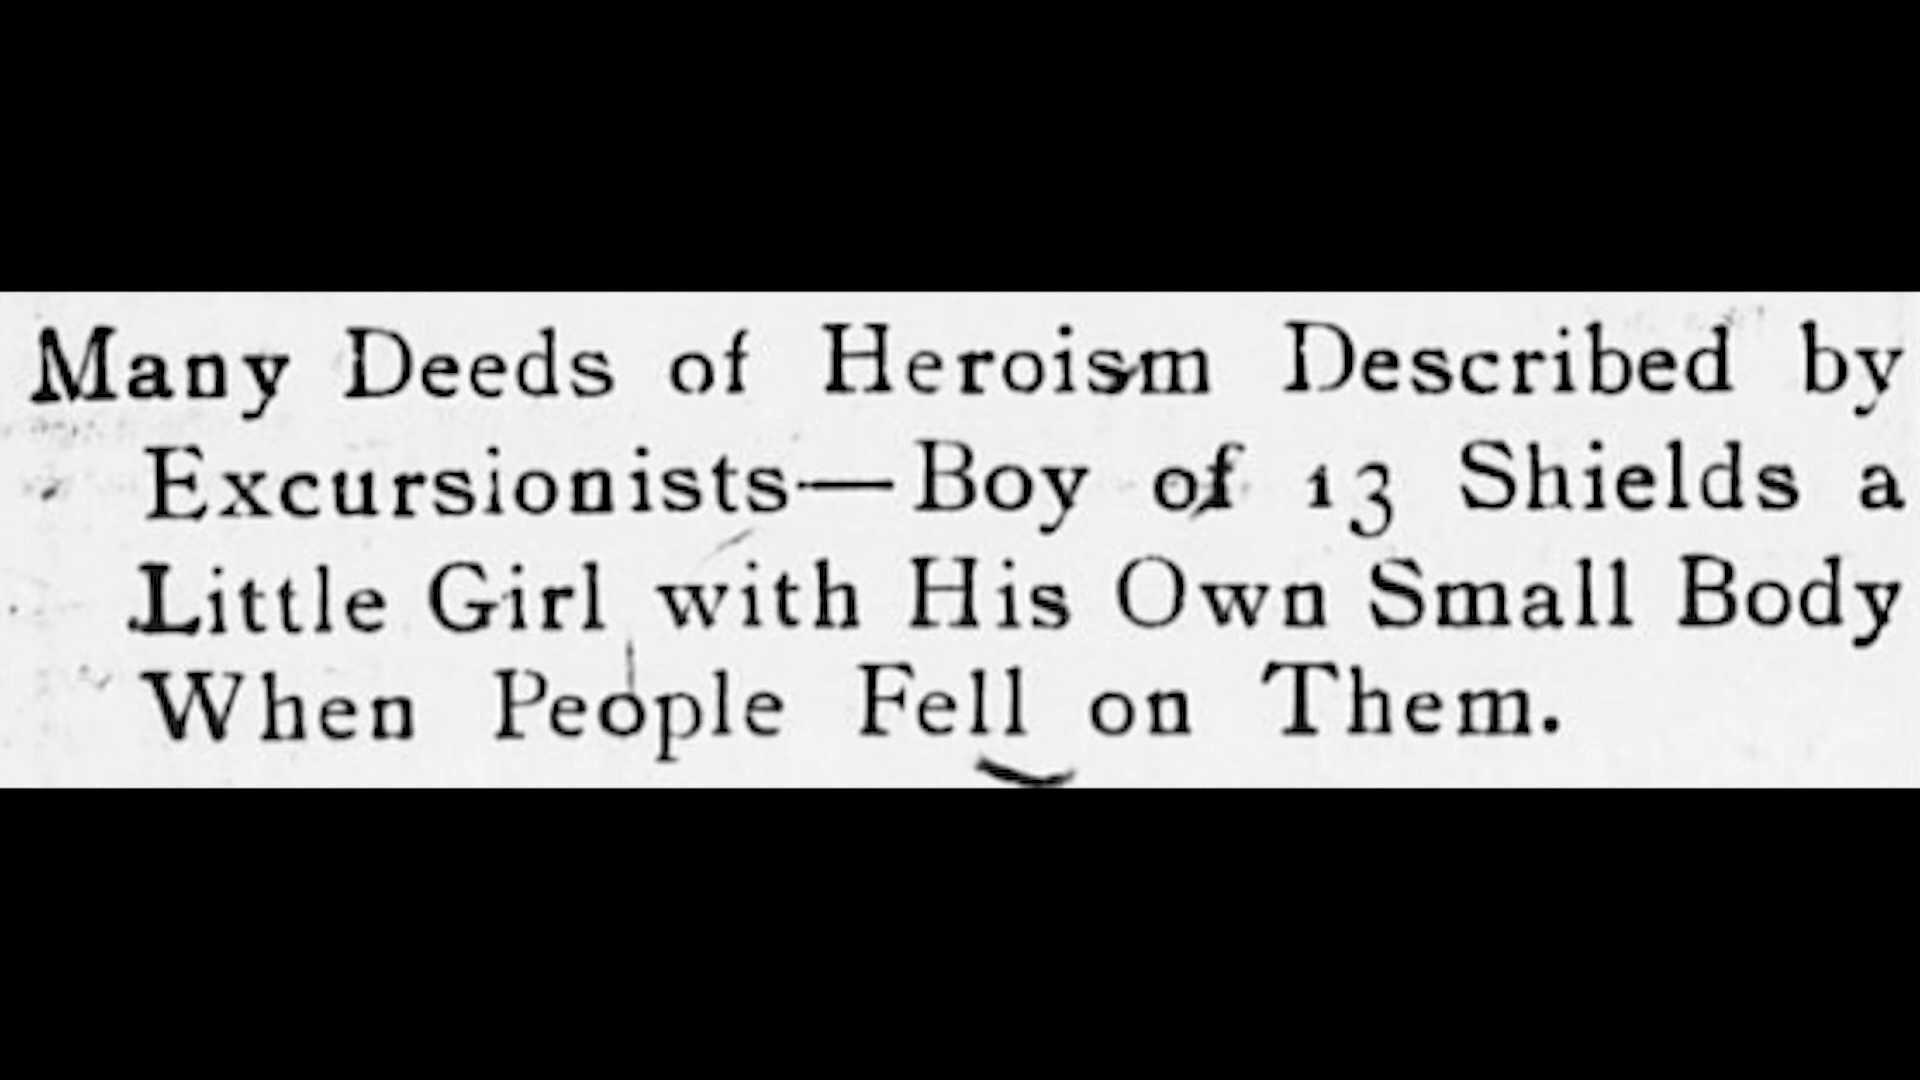 Many Deeds of Heroism Described by
Excursionists—Boy of 13 Shields a
Little Girl with His Own Small Body
When People Fell on Them.